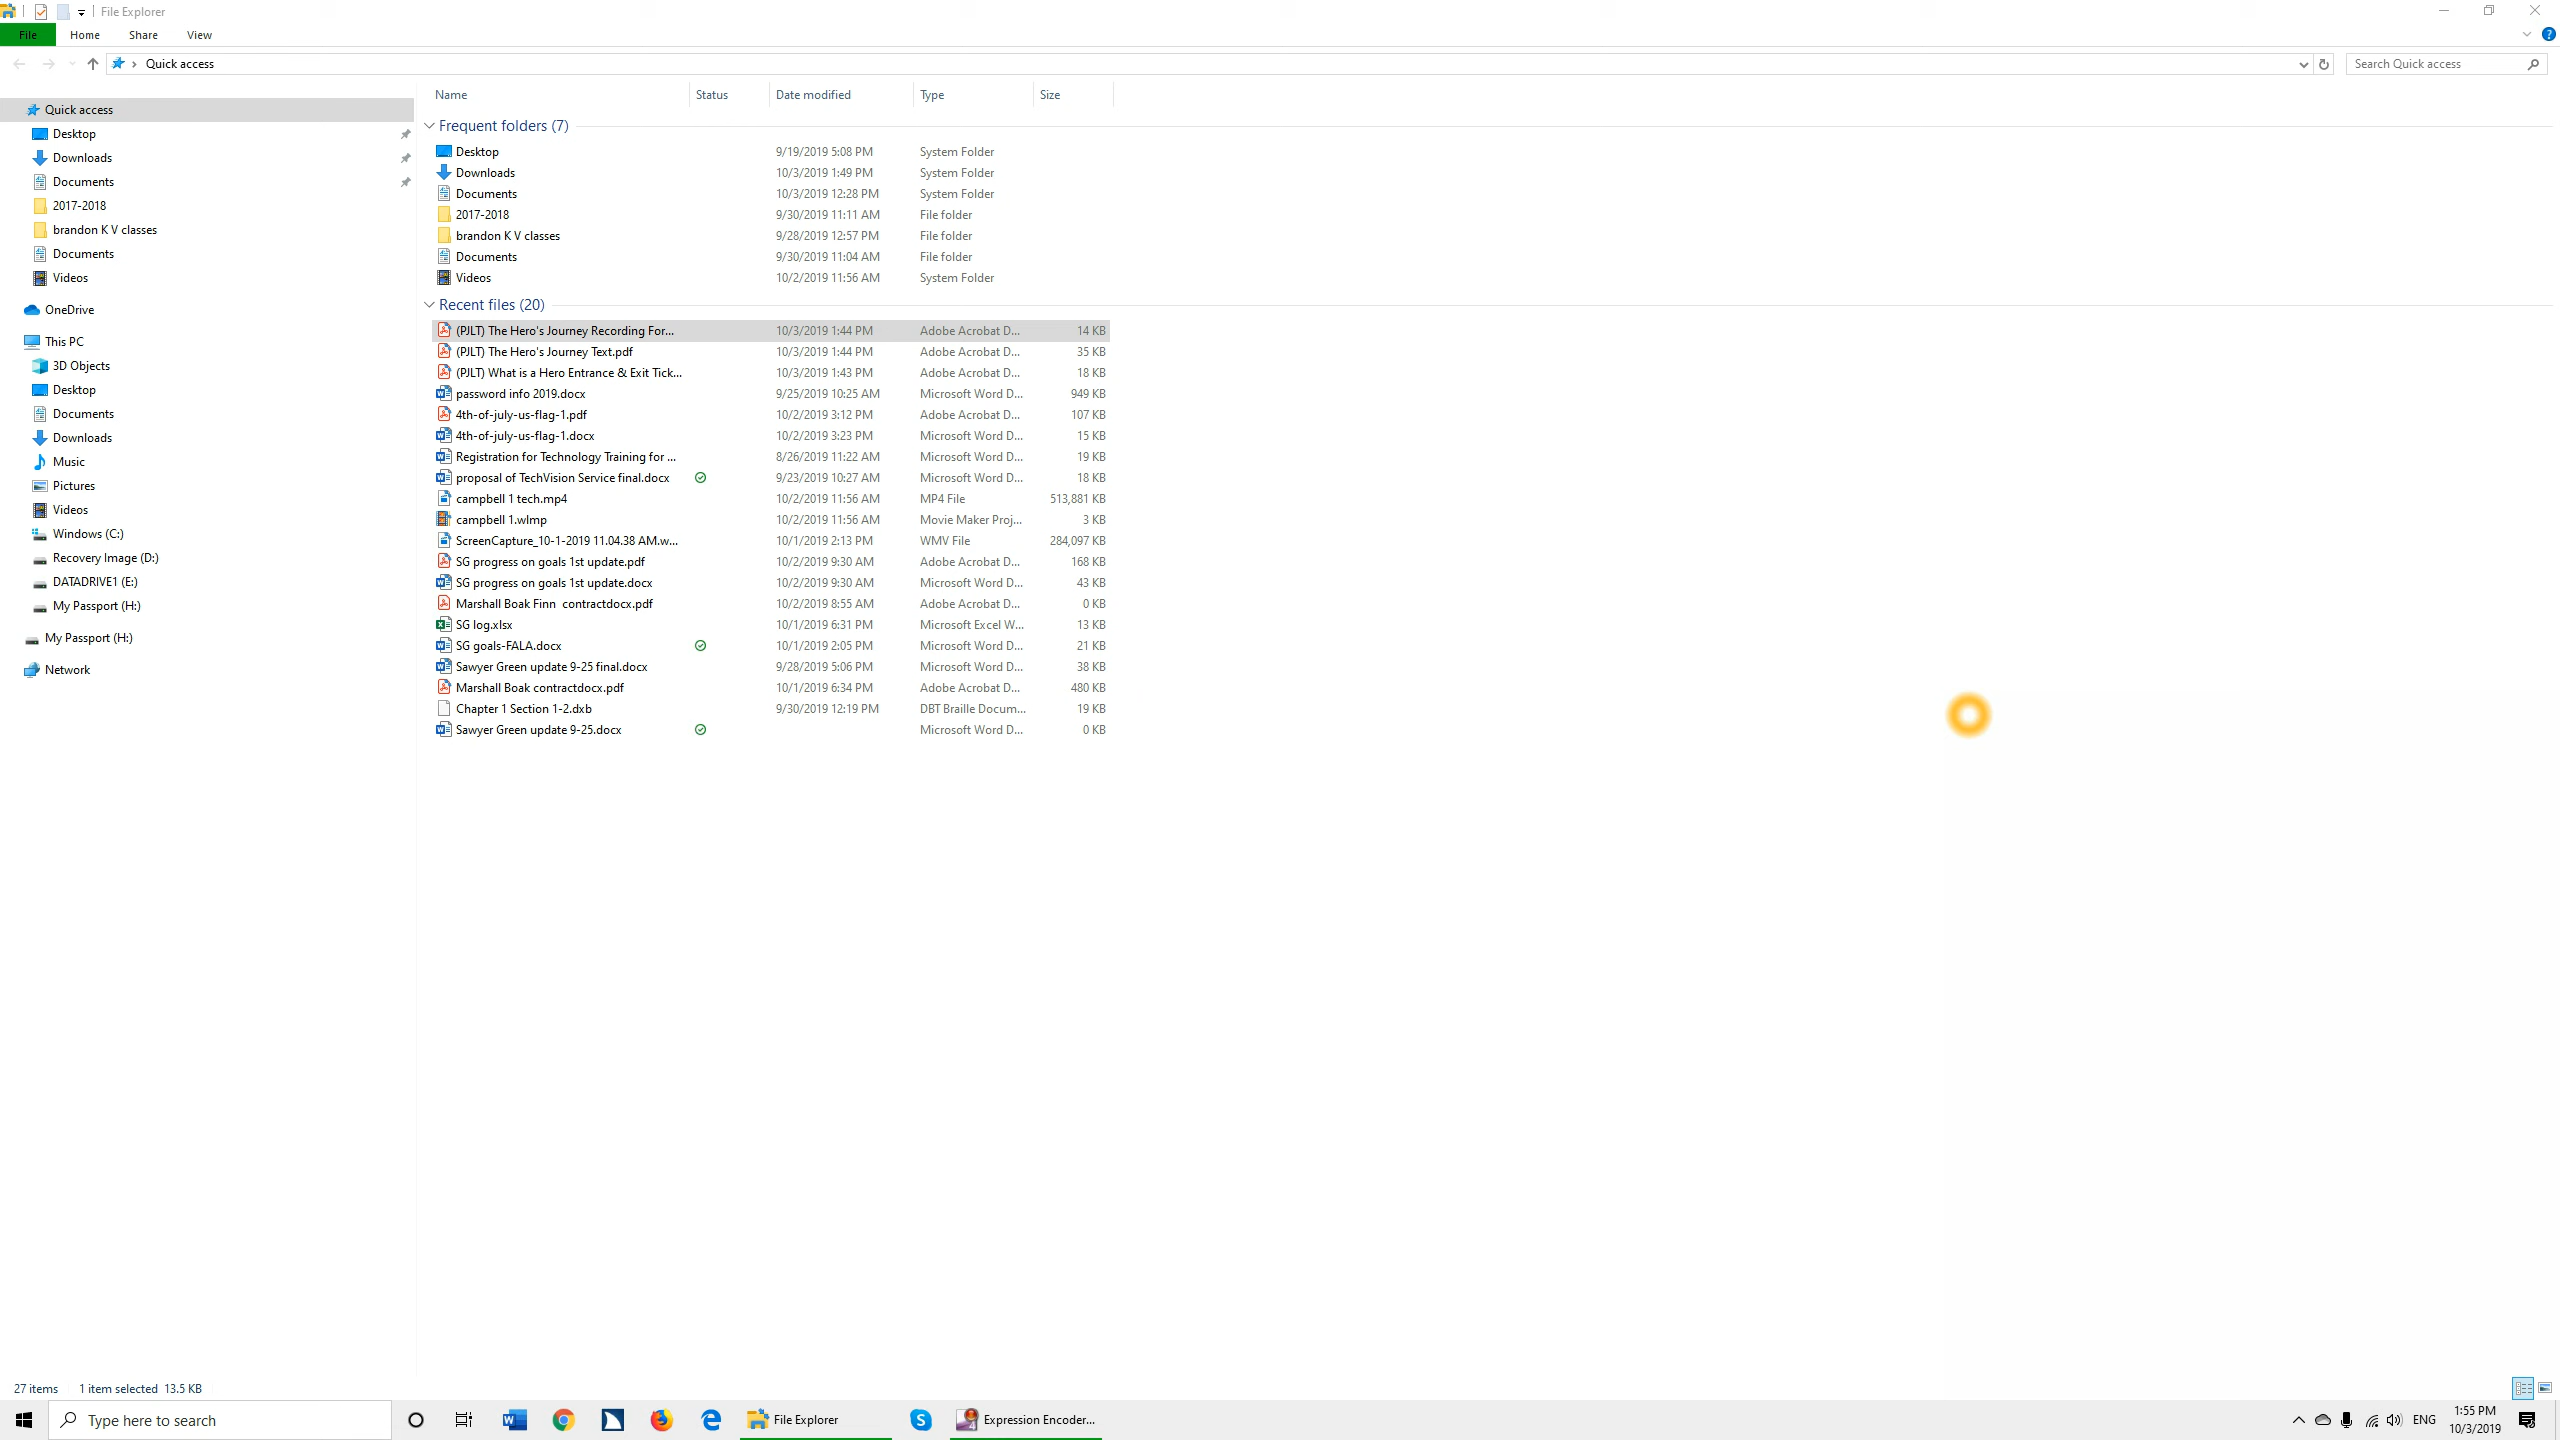 File Explorer
File Home Share View
Quick access
Search Quick access
Name Status Date modified Type Size
Quick access
Desktop
Downloads
Documents
2017-2018
brandon K V classes
Documents
Videos
OneDrive
This PC
3D Objects
Desktop
Documents
Downloads
Music
Pictures
Videos
Windows (C:)
Recovery Image (D:)
DATADRIVE1 (E:)
My Passport (H:)
My Passport (H:)
Network
Frequent folders (7)
Desktop 9/19/2019 5:08 PM System Folder
Downloads 10/3/2019 1:49 PM System Folder
Documents 10/3/2019 12:28 PM System Folder
2017-2018 9/30/2019 11:11 AM File folder
brandon K V classes 9/28/2019 12:57 PM File folder
Documents 9/30/2019 11:04 AM File folder
Videos 10/2/2019 11:56 AM System Folder
Recent files (20)
(PJLT) The Hero's Journey Recording For... 10/3/2019 1:44 PM Adobe Acrobat D... 14 KB
(PJLT) The Hero's Journey Text.pdf 10/3/2019 1:44 PM Adobe Acrobat D... 35 KB
(PJLT) What is a Hero Entrance & Exit Tick... 10/3/2019 1:43 PM Adobe Acrobat D... 18 KB
password info 2019.docx 9/25/2019 10:25 AM Microsoft Word D... 949 KB
4th-of-july-us-flag-1.pdf 10/2/2019 3:12 PM Adobe Acrobat D... 107 KB
4th-of-july-us-flag-1.docx 10/2/2019 3:23 PM Microsoft Word D... 15 KB
Registration for Technology Training for ... 8/26/2019 11:22 AM Microsoft Word D... 19 KB
proposal of TechVision Service final.docx 9/23/2019 10:27 AM Microsoft Word D... 18 KB
campbell 1 tech.mp4 10/2/2019 11:56 AM MP4 File 513,881 KB
campbell 1.wlmp 10/2/2019 11:56 AM Movie Maker Proj... 3 KB
ScreenCapture_10-1-2019 11.04.38 AM.w... 10/1/2019 2:13 PM WMV File 284,097 KB
SG progress on goals 1st update.pdf 10/2/2019 9:30 AM Adobe Acrobat D... 168 KB
SG progress on goals 1st update.docx 10/2/2019 9:30 AM Microsoft Word D... 43 KB
Marshall Boak Finn contractdocx.pdf 10/2/2019 8:55 AM Adobe Acrobat D... 0 KB
SG log.xlsx 10/1/2019 6:31 PM Microsoft Excel W... 13 KB
SG goals-FALA.docx 10/1/2019 2:05 PM Microsoft Word D... 21 KB
Sawyer Green update 9-25 final.docx 9/28/2019 5:06 PM Microsoft Word D... 38 KB
Marshall Boak contractdocx.pdf 10/1/2019 6:34 PM Adobe Acrobat D... 480 KB
Chapter 1 Section 1-2.dxb 9/30/2019 12:19 PM DBT Braille Docum... 19 KB
Sawyer Green update 9-25.docx Microsoft Word D... 0 KB
27 items 1 item selected 13.5 KB
Type here to search
File Explorer
Expression Encoder...
ENG
1:55 PM
10/3/2019